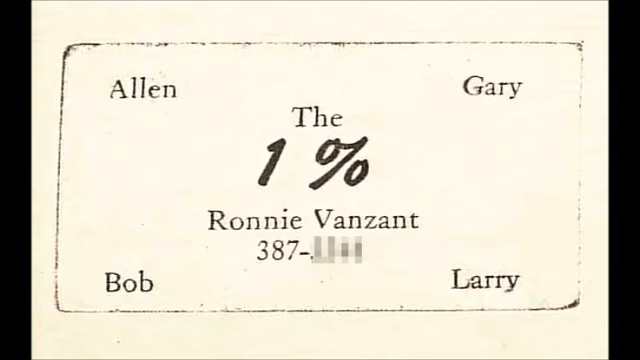 Allen Gary
The
1 %
Ronnie Vanzant
387-
Bob Larry